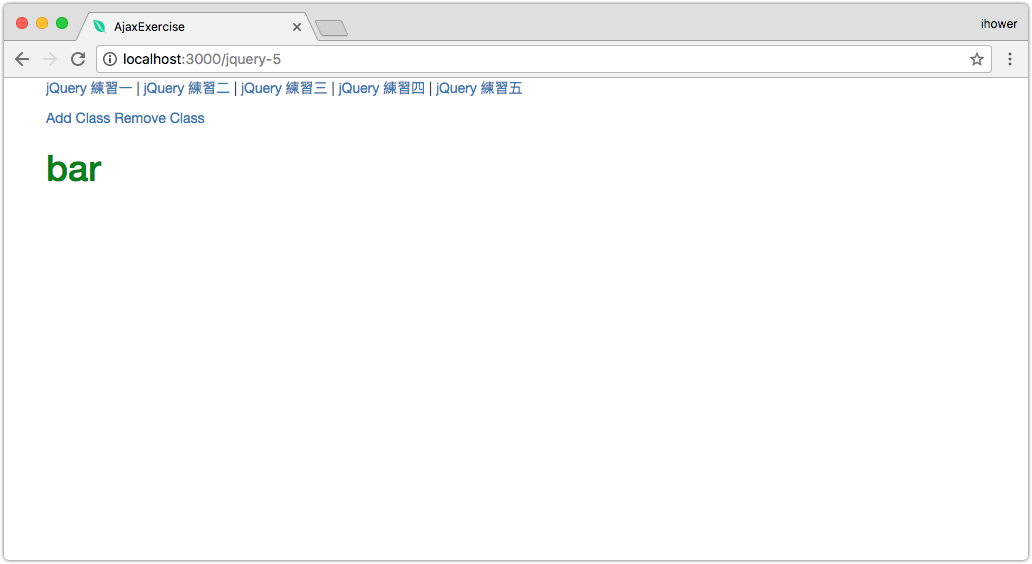 AjaxExercise
ihower
localhost:3000/jquery-5
jQuery 練習一 | jQuery 練習二 | jQuery 練習三 | jQuery 練習四 | jQuery 練習五
Add Class Remove Class
bar